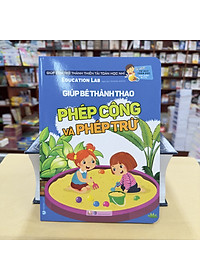 GIÚP CON TRỞ THÀNH THIÊN TÀI TOÁN HỌC NHÍ
EDUCATION LAB
GIÚP BÉ THÀNH THẠO
PHÉP CỘNG
VÀ PHÉP TRỪ